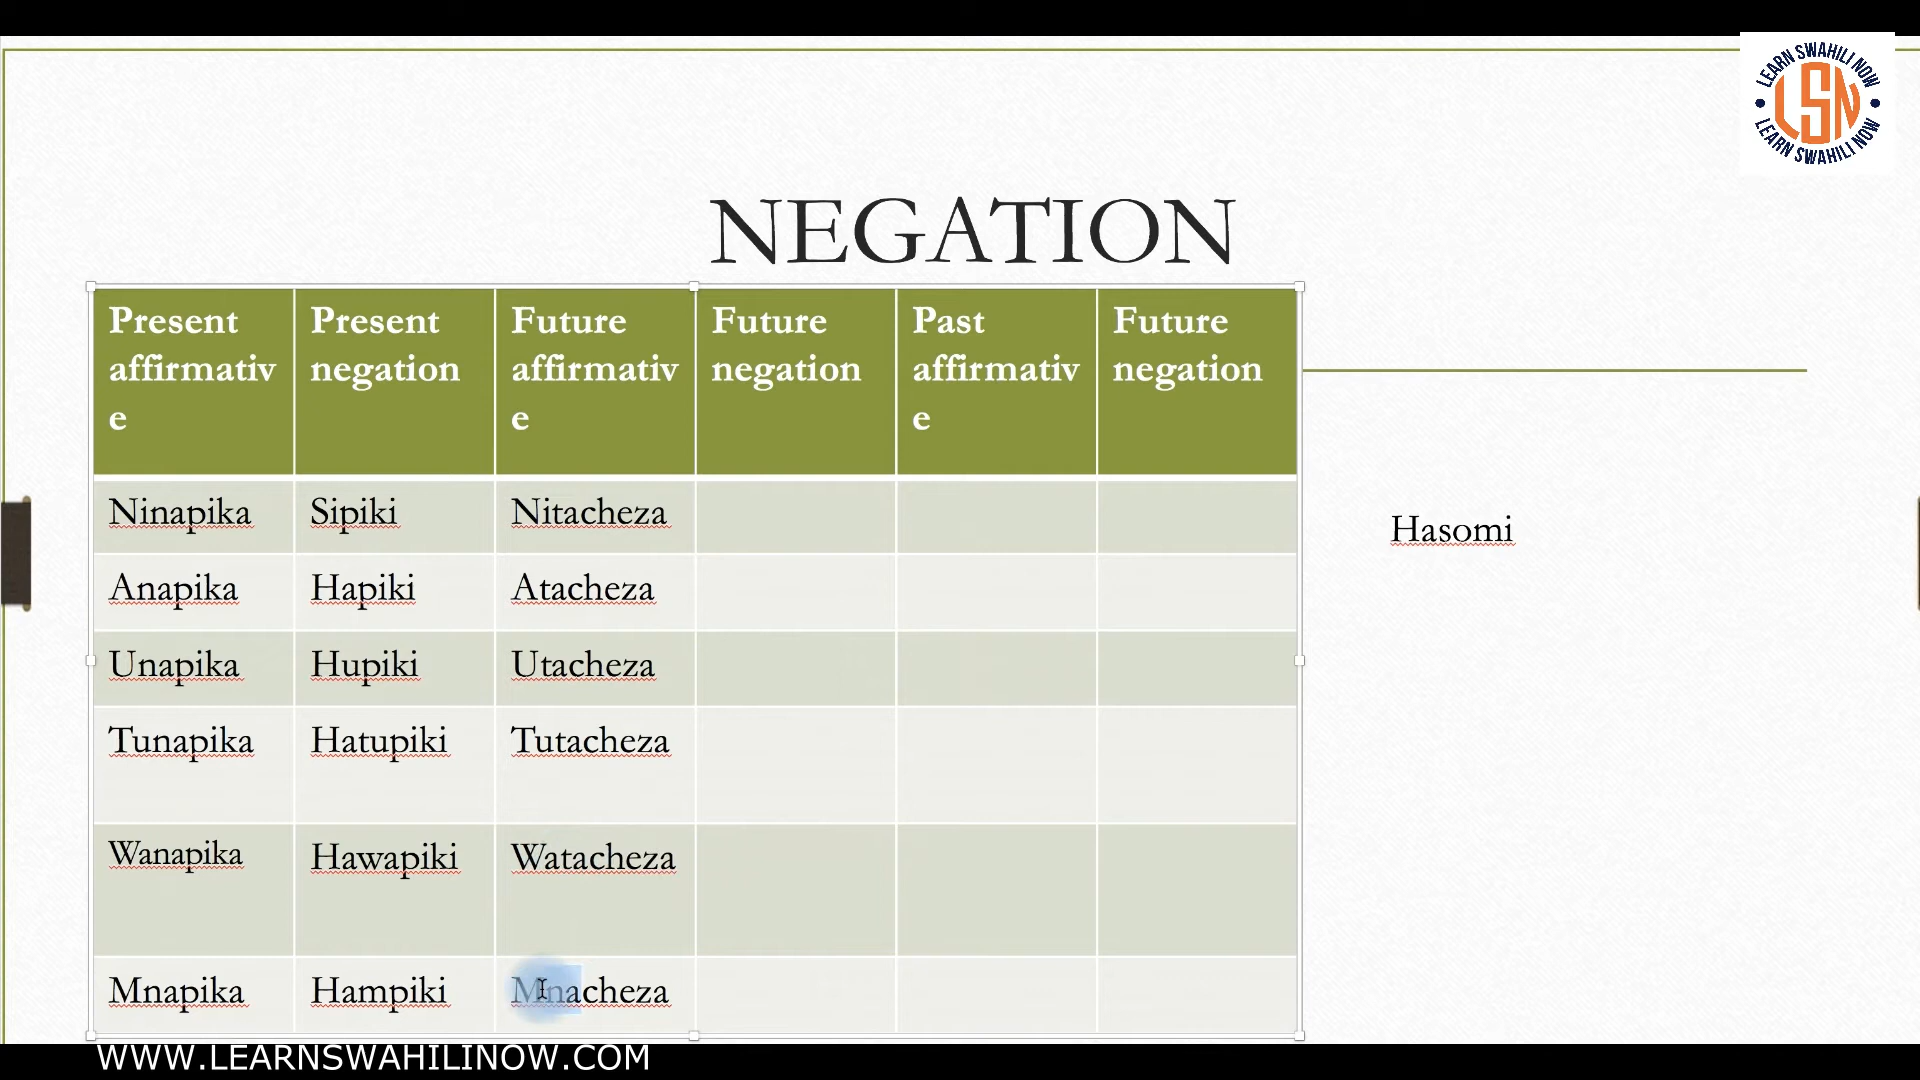 LEARN SWAHILI NOW
LSN
LEARN SWAHILI NOW
NEGATION
Present affirmativ e
Present negation
Future affirmativ e
Future negation
Past affirmativ e
Future negation
Ninapika Sipiki Nitacheza
Hasomi
Anapika Hapiki Atacheza
Unapika Hupiki Utacheza
Tunapika Hatupiki Tutacheza
Wanapika Hawapiki Watacheza
Mnapika Hampiki Mnacheza
WWW.LEARNSWAHILINOW.COM